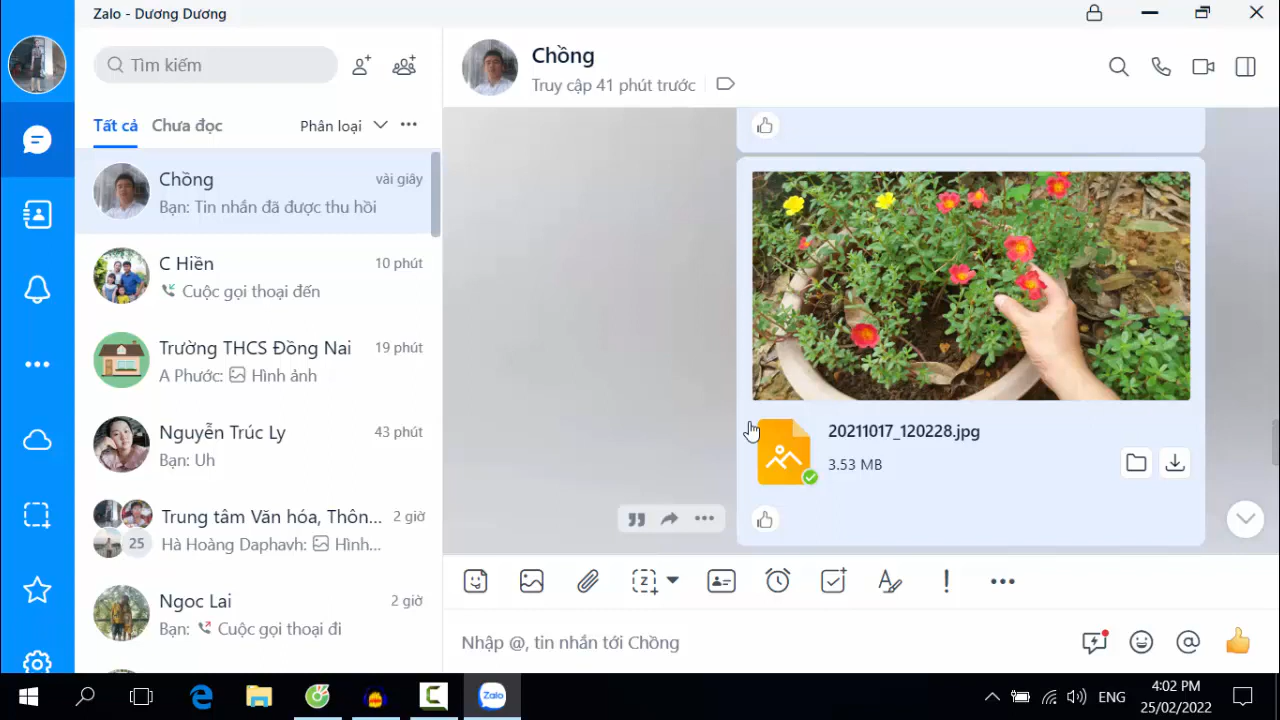 Zalo - Dương Dương
Tìm kiếm
Tất cả Chưa đọc Phân loại
Chồng vài giây
Bạn: Tin nhắn đã được thu hồi
C Hiền 10 phút
Cuộc gọi thoại đến
Trường THCS Đồng Nai 19 phút
A Phước: Hình ảnh
Nguyễn Trúc Ly 43 phút
Bạn: Uh
Trung tâm Văn hóa, Thôn... 2 giờ
25
Hà Hoàng Daphavh: Hình...
Ngoc Lai 2 giờ
Bạn: Cuộc gọi thoại đi
Chồng
Truy cập 41 phút trước
20211017_120228.jpg
3.53 MB
Nhập @, tin nhắn tới Chồng
Zalo
ENG
4:02 PM
25/02/2022